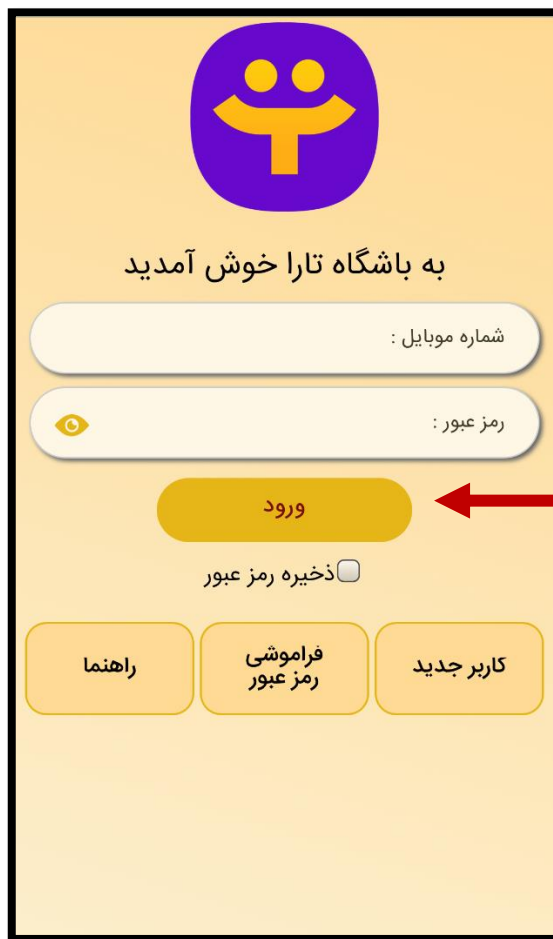 به باشگاه تارا خوش آمدید
شماره موبایل :
رمز عبور :
ورود
ذخیره رمز عبور
کاربر جدید
فراموشی
رمز عبور
راهنما